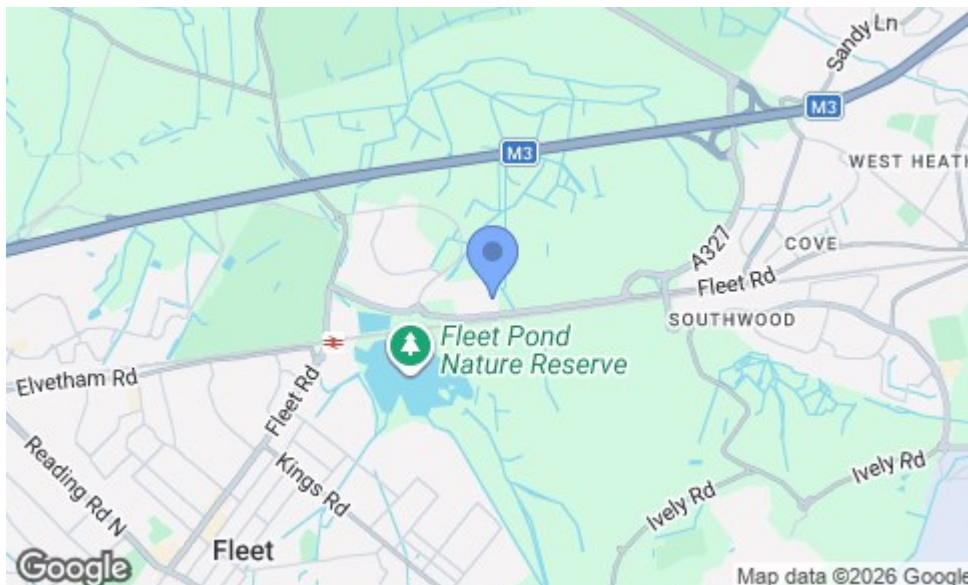 Sandy Ln
M3
M3
WEST HEATH
COVE
A327
Fleet Rd
SOUTHWOOD
Fleet Pond
Nature Reserve
Elvetham Rd
Fleet Rd
Kings Rd
Reading Rd N
Ively Rd
Ively Rd
Fleet
Google
Map data ©2026 Google